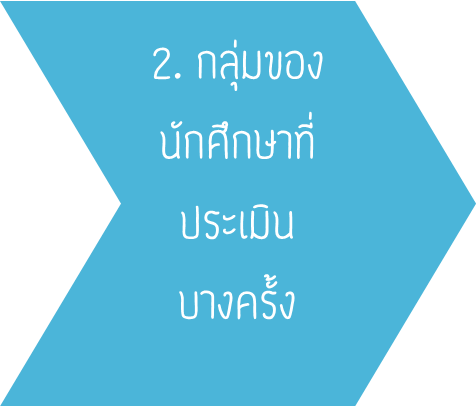 2. กลุ่มของ
นักศึกษาที่
ประเมิน
บางครั้ง